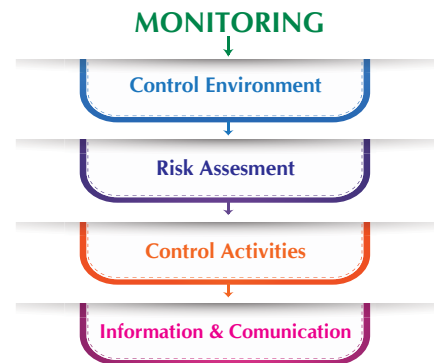 MONITORING
Control Environment
Risk Assesment
Control Activities
Information & Comunication